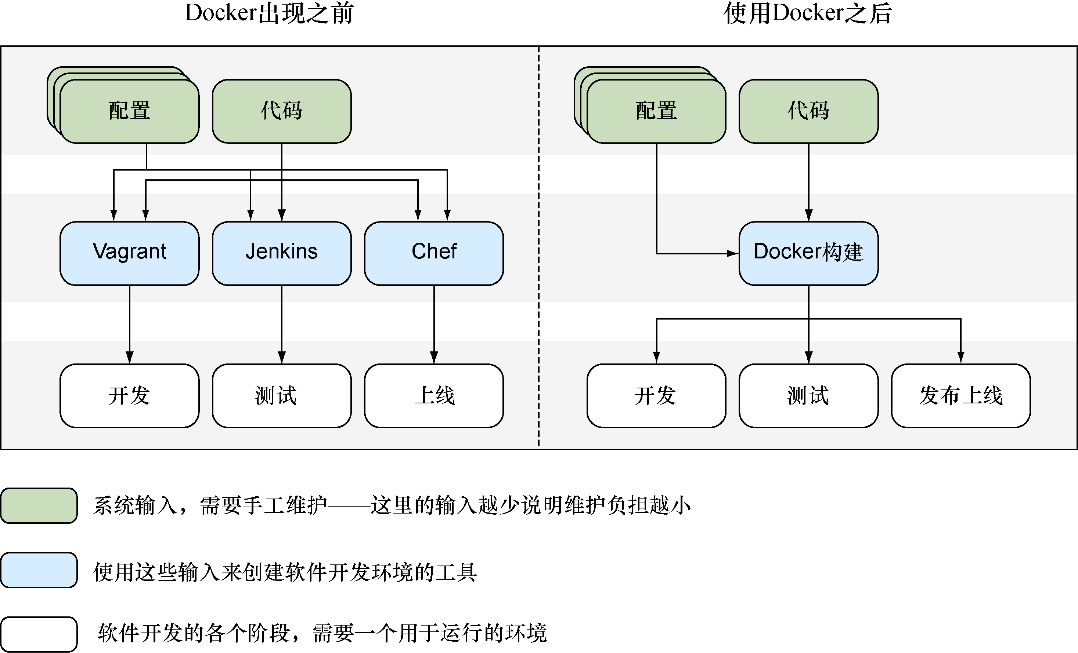 Docker出现之前
使用Docker之后
配置
代码
配置
代码
Vagrant
Jenkins
Chef
Docker构建
开发
测试
上线
开发
测试
发布上线
系统输入，需要手工维护——这里的输入越少说明维护负担越小
使用这些输入来创建软件开发环境的工具
软件开发的各个阶段，需要一个用于运行的环境